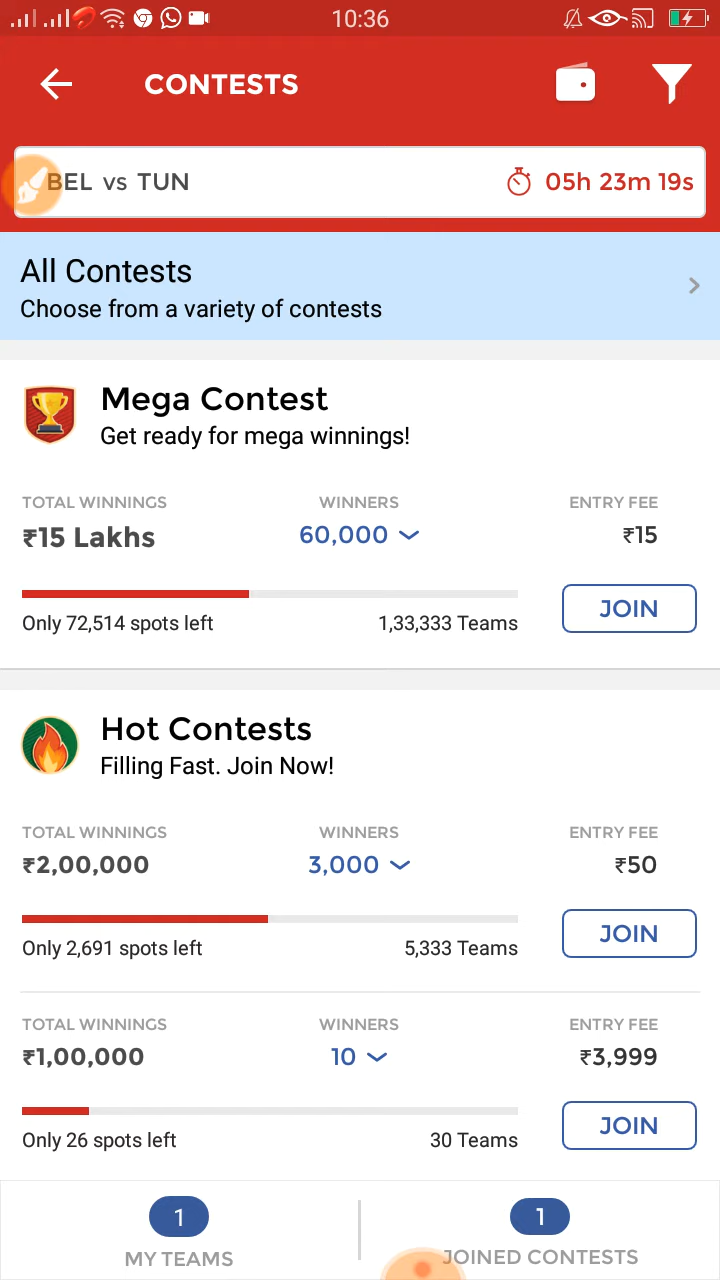 10:36
CONTESTS
BEL vs TUN 05h 23m 19s
All Contests
Choose from a variety of contests
Mega Contest
Get ready for mega winnings!
TOTAL WINNINGS WINNERS ENTRY FEE
₹15 Lakhs 60,000 ₹15
Only 72,514 spots left 1,33,333 Teams JOIN
Hot Contests
Filling Fast. Join Now!
TOTAL WINNINGS WINNERS ENTRY FEE
₹2,00,000 3,000 ₹50
Only 2,691 spots left 5,333 Teams JOIN
TOTAL WINNINGS WINNERS ENTRY FEE
₹1,00,000 10 ₹3,999
Only 26 spots left 30 Teams JOIN
1 1
MY TEAMS JOINED CONTESTS